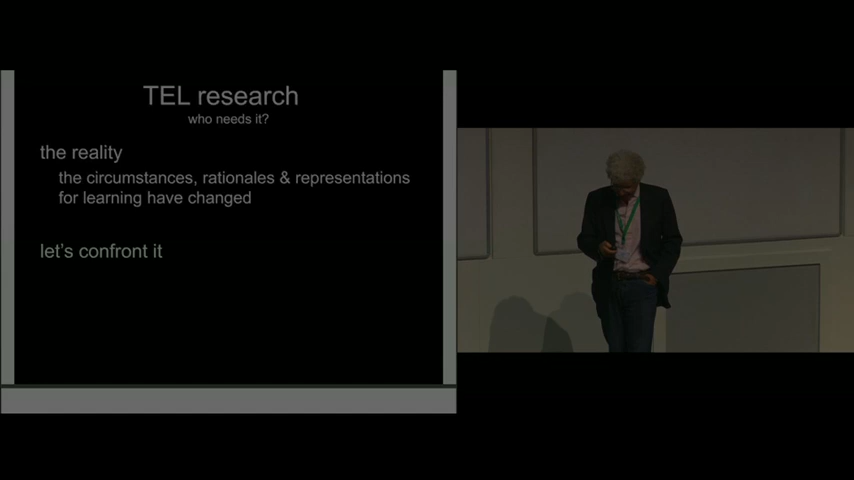 TEL research
who needs it?
the reality
the circumstances, rationales & representations
for learning have changed
let's confront it